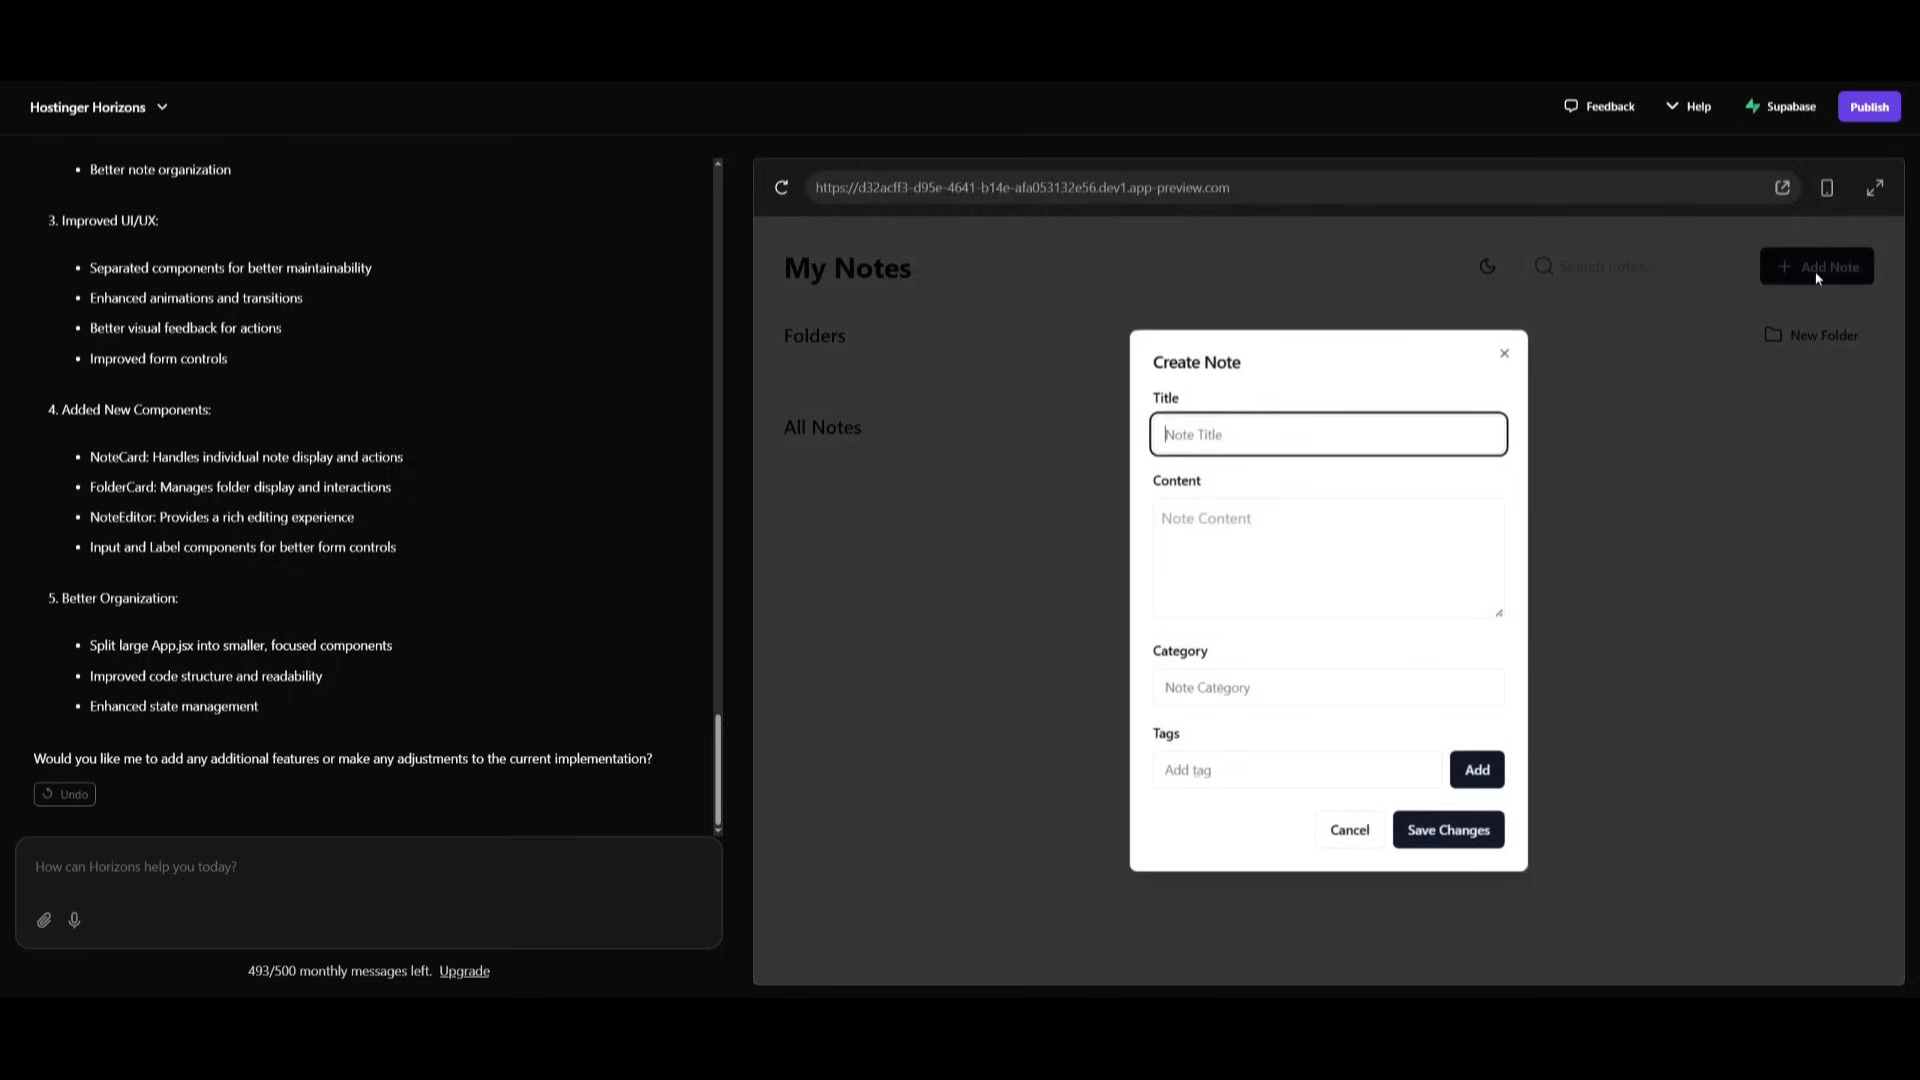 Hostinger Horizons
Feedback
Help
Supabase
Publish
• Better note organization
3. Improved UI/UX:
• Separated components for better maintainability
• Enhanced animations and transitions
• Better visual feedback for actions
• Improved form controls
4. Added New Components:
• NoteCard: Handles individual note display and actions
• FolderCard: Manages folder display and interactions
• NoteEditor: Provides a rich editing experience
• Input and Label components for better form controls
5. Better Organization:
• Split large App.jsx into smaller, focused components
• Improved code structure and readability
• Enhanced state management
Would you like me to add any additional features or make any adjustments to the current implementation?
Undo
How can Horizons help you today?
493/500 monthly messages left. Upgrade
https://d32acff3-d95e-4641-b14e-afa053132e56.dev1.app-preview.com
My Notes
Search notes...
Add Note
Folders
New Folder
All Notes
Create Note
Title
Note Title
Content
Note Content
Category
Note Category
Tags
Add tag
Add
Cancel
Save Changes